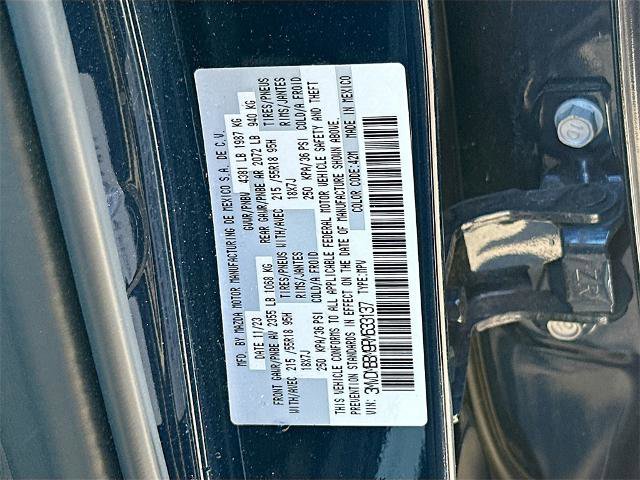 MFD. BY MAZDA MOTOR MANUFACTURING DE MEXICO S.A. DE C.V.
DATE 11/23 GVWR/PNBV 4381 LB 1987 KG
FRONT GAWR/PNBE AV 2355 LB 1068 KG REAR GAWR/PNBE AR 2072 LB 940 KG
TIRES/PNEUS TIRES/PNEUS
WITH/AVEC 215 /55R18 95H RIMS/JANTES WITH/AVEC 215 /55R18 95H RIMS/JANTES
18X7J 18X7J
250 KPA/36 PSI COLD/A FROID 250 KPA/36 PSI COLD/A FROID
THIS VEHICLE CONFORMS TO ALL APPLICABLE FEDERAL MOTOR VEHICLE SAFETY AND THEFT
PREVENTION STANDARDS IN EFFECT ON THE DATE OF MANUFACTURE SHOWN ABOVE.
COLOR CODE:42M MADE IN MEXICO
VIN: TYPE:MPV